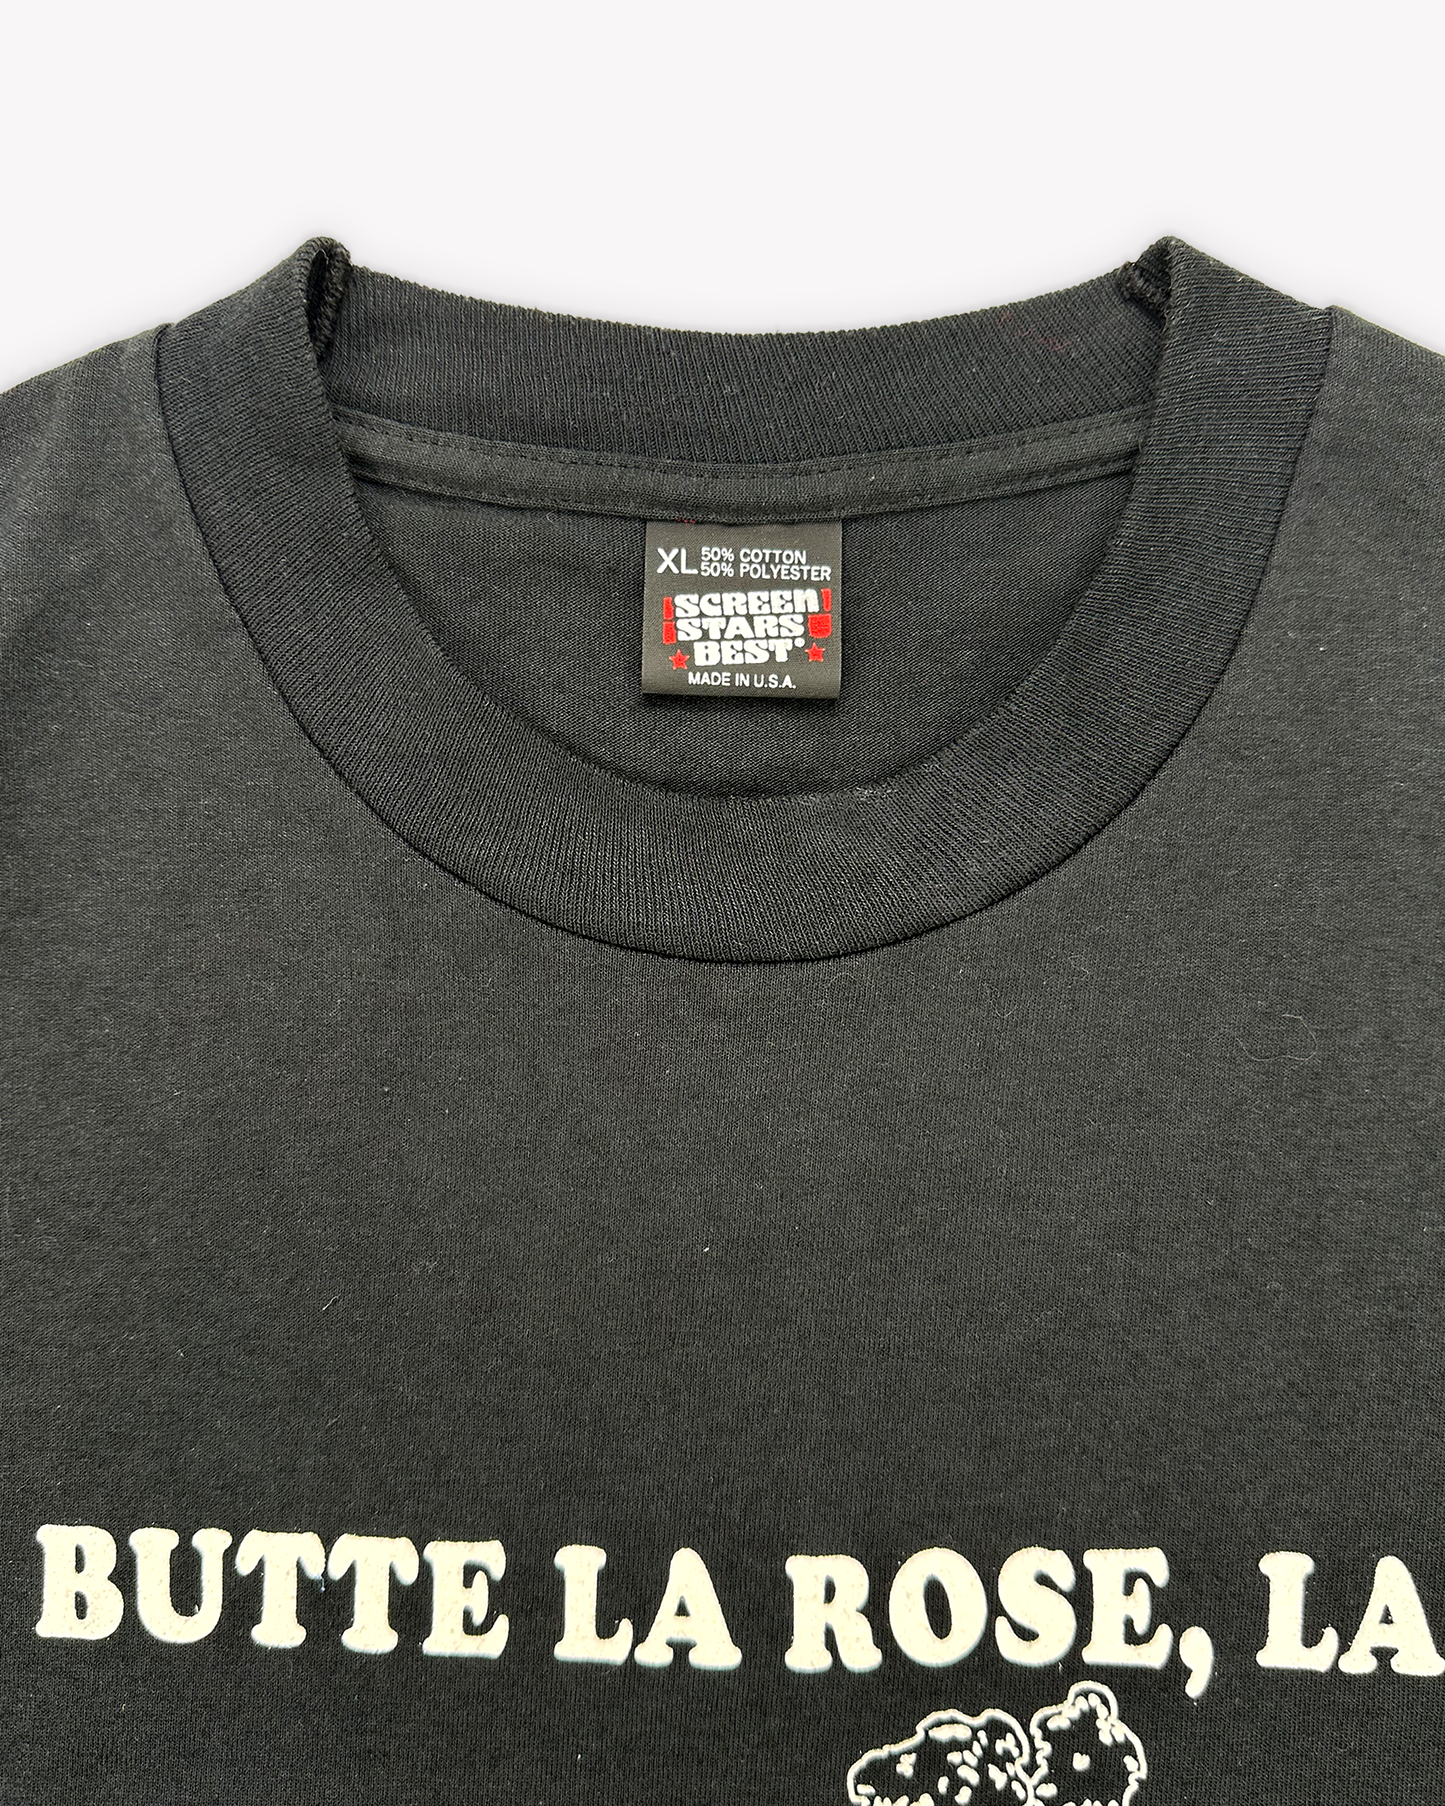 XL 50% COTTON
50% POLYESTER
SCREEN
STARS
BEST®
MADE IN U.S.A.
BUTTE LA ROSE, LA